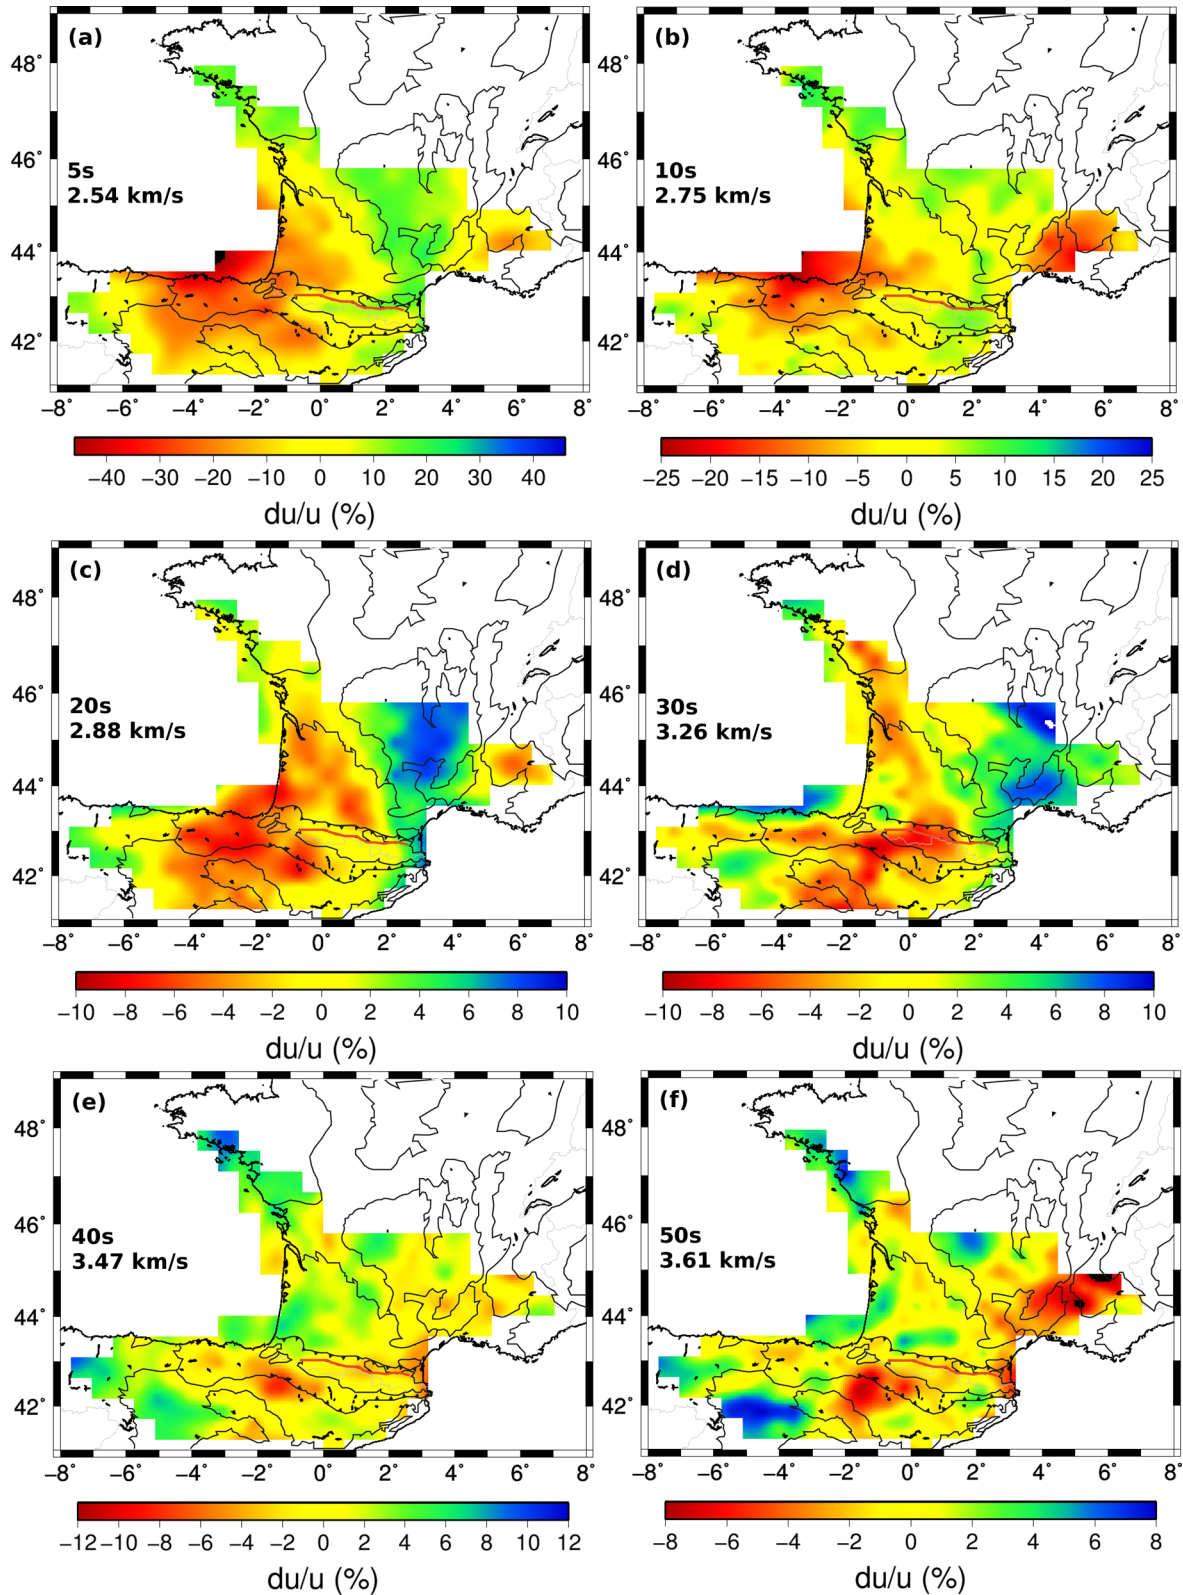 (a)
5s
2.54 km/s
46°
44°
42°
−8 −6 −4 −2 0 2 4 6 8°
−40 −30 −20 −10 0 10 20 30 40
du/u (%)
(b)
10s
2.75 km/s
48°
46°
44°
42°
−8 −6 −4 −2 0 2 4 6 8°
−25 −20 −15 −10 −5 0 5 10 15 20 25
du/u (%)
(c)
20s
2.88 km/s
46°
44°
42°
−8 −6 −4 −2 0 2 4 6 8°
−10 −8 −6 −4 −2 0 2 4 6 8 10
du/u (%)
(d)
30s
3.26 km/s
48°
46°
44°
42°
−8 −6 −4 −2 0 2 4 6 8°
−10 −8 −6 −4 −2 0 2 4 6 8 10
du/u (%)
(e)
40s
3.47 km/s
48°
46°
44°
42°
−8 −6 −4 −2 0 2 4 6 8°
−12 −10 −8 −6 −4 −2 0 2 4 6 8 10 12
du/u (%)
(f)
50s
3.61 km/s
48°
46°
44°
42°
−8 −6 −4 −2 0 2 4 6 8°
−8 −6 −4 −2 0 2 4 6 8
du/u (%)